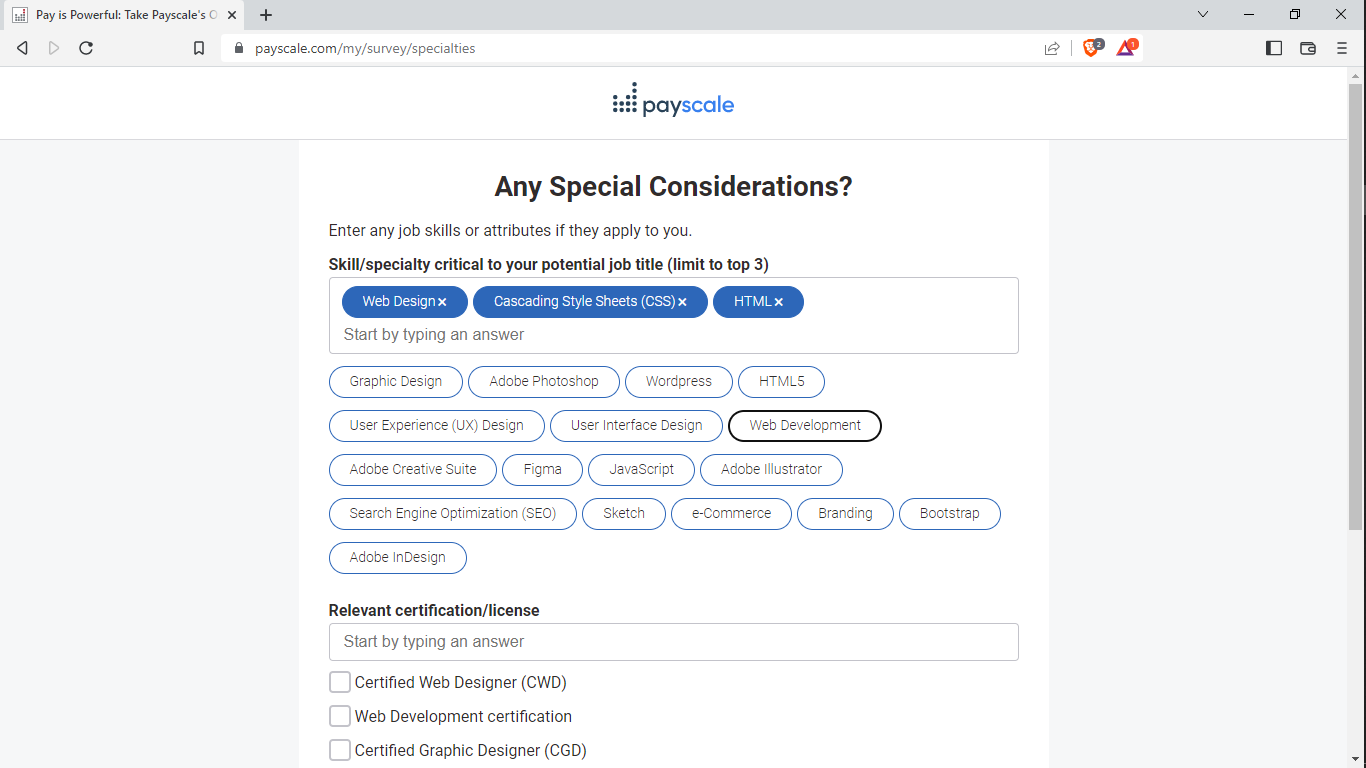 Pay is Powerful: Take Payscale's O
payscale.com/my/survey/specialties
2
1
payscale
Any Special Considerations?
Enter any job skills or attributes if they apply to you.
Skill/specialty critical to your potential job title (limit to top 3)
Web Design× Cascading Style Sheets (CSS)× HTML×
Start by typing an answer
Graphic Design Adobe Photoshop Wordpress HTML5
User Experience (UX) Design User Interface Design Web Development
Adobe Creative Suite Figma JavaScript Adobe Illustrator
Search Engine Optimization (SEO) Sketch e-Commerce Branding Bootstrap
Adobe InDesign
Relevant certification/license
Start by typing an answer
Certified Web Designer (CWD)
Web Development certification
Certified Graphic Designer (CGD)